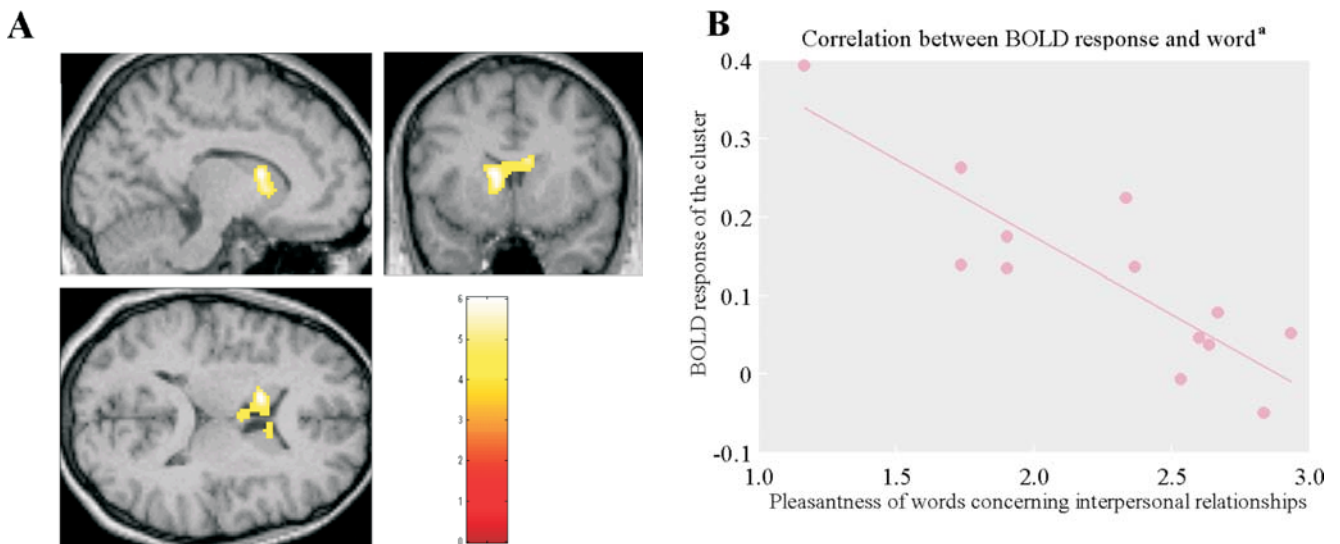 A
6
5
4
3
2
1
0
B
Correlation between BOLD response and word^a
BOLD response of the cluster
0.4
0.3
0.2
0.1
0
-0.1
1.0 1.5 2.0 2.5 3.0
Pleasantness of words concerning interpersonal relationships